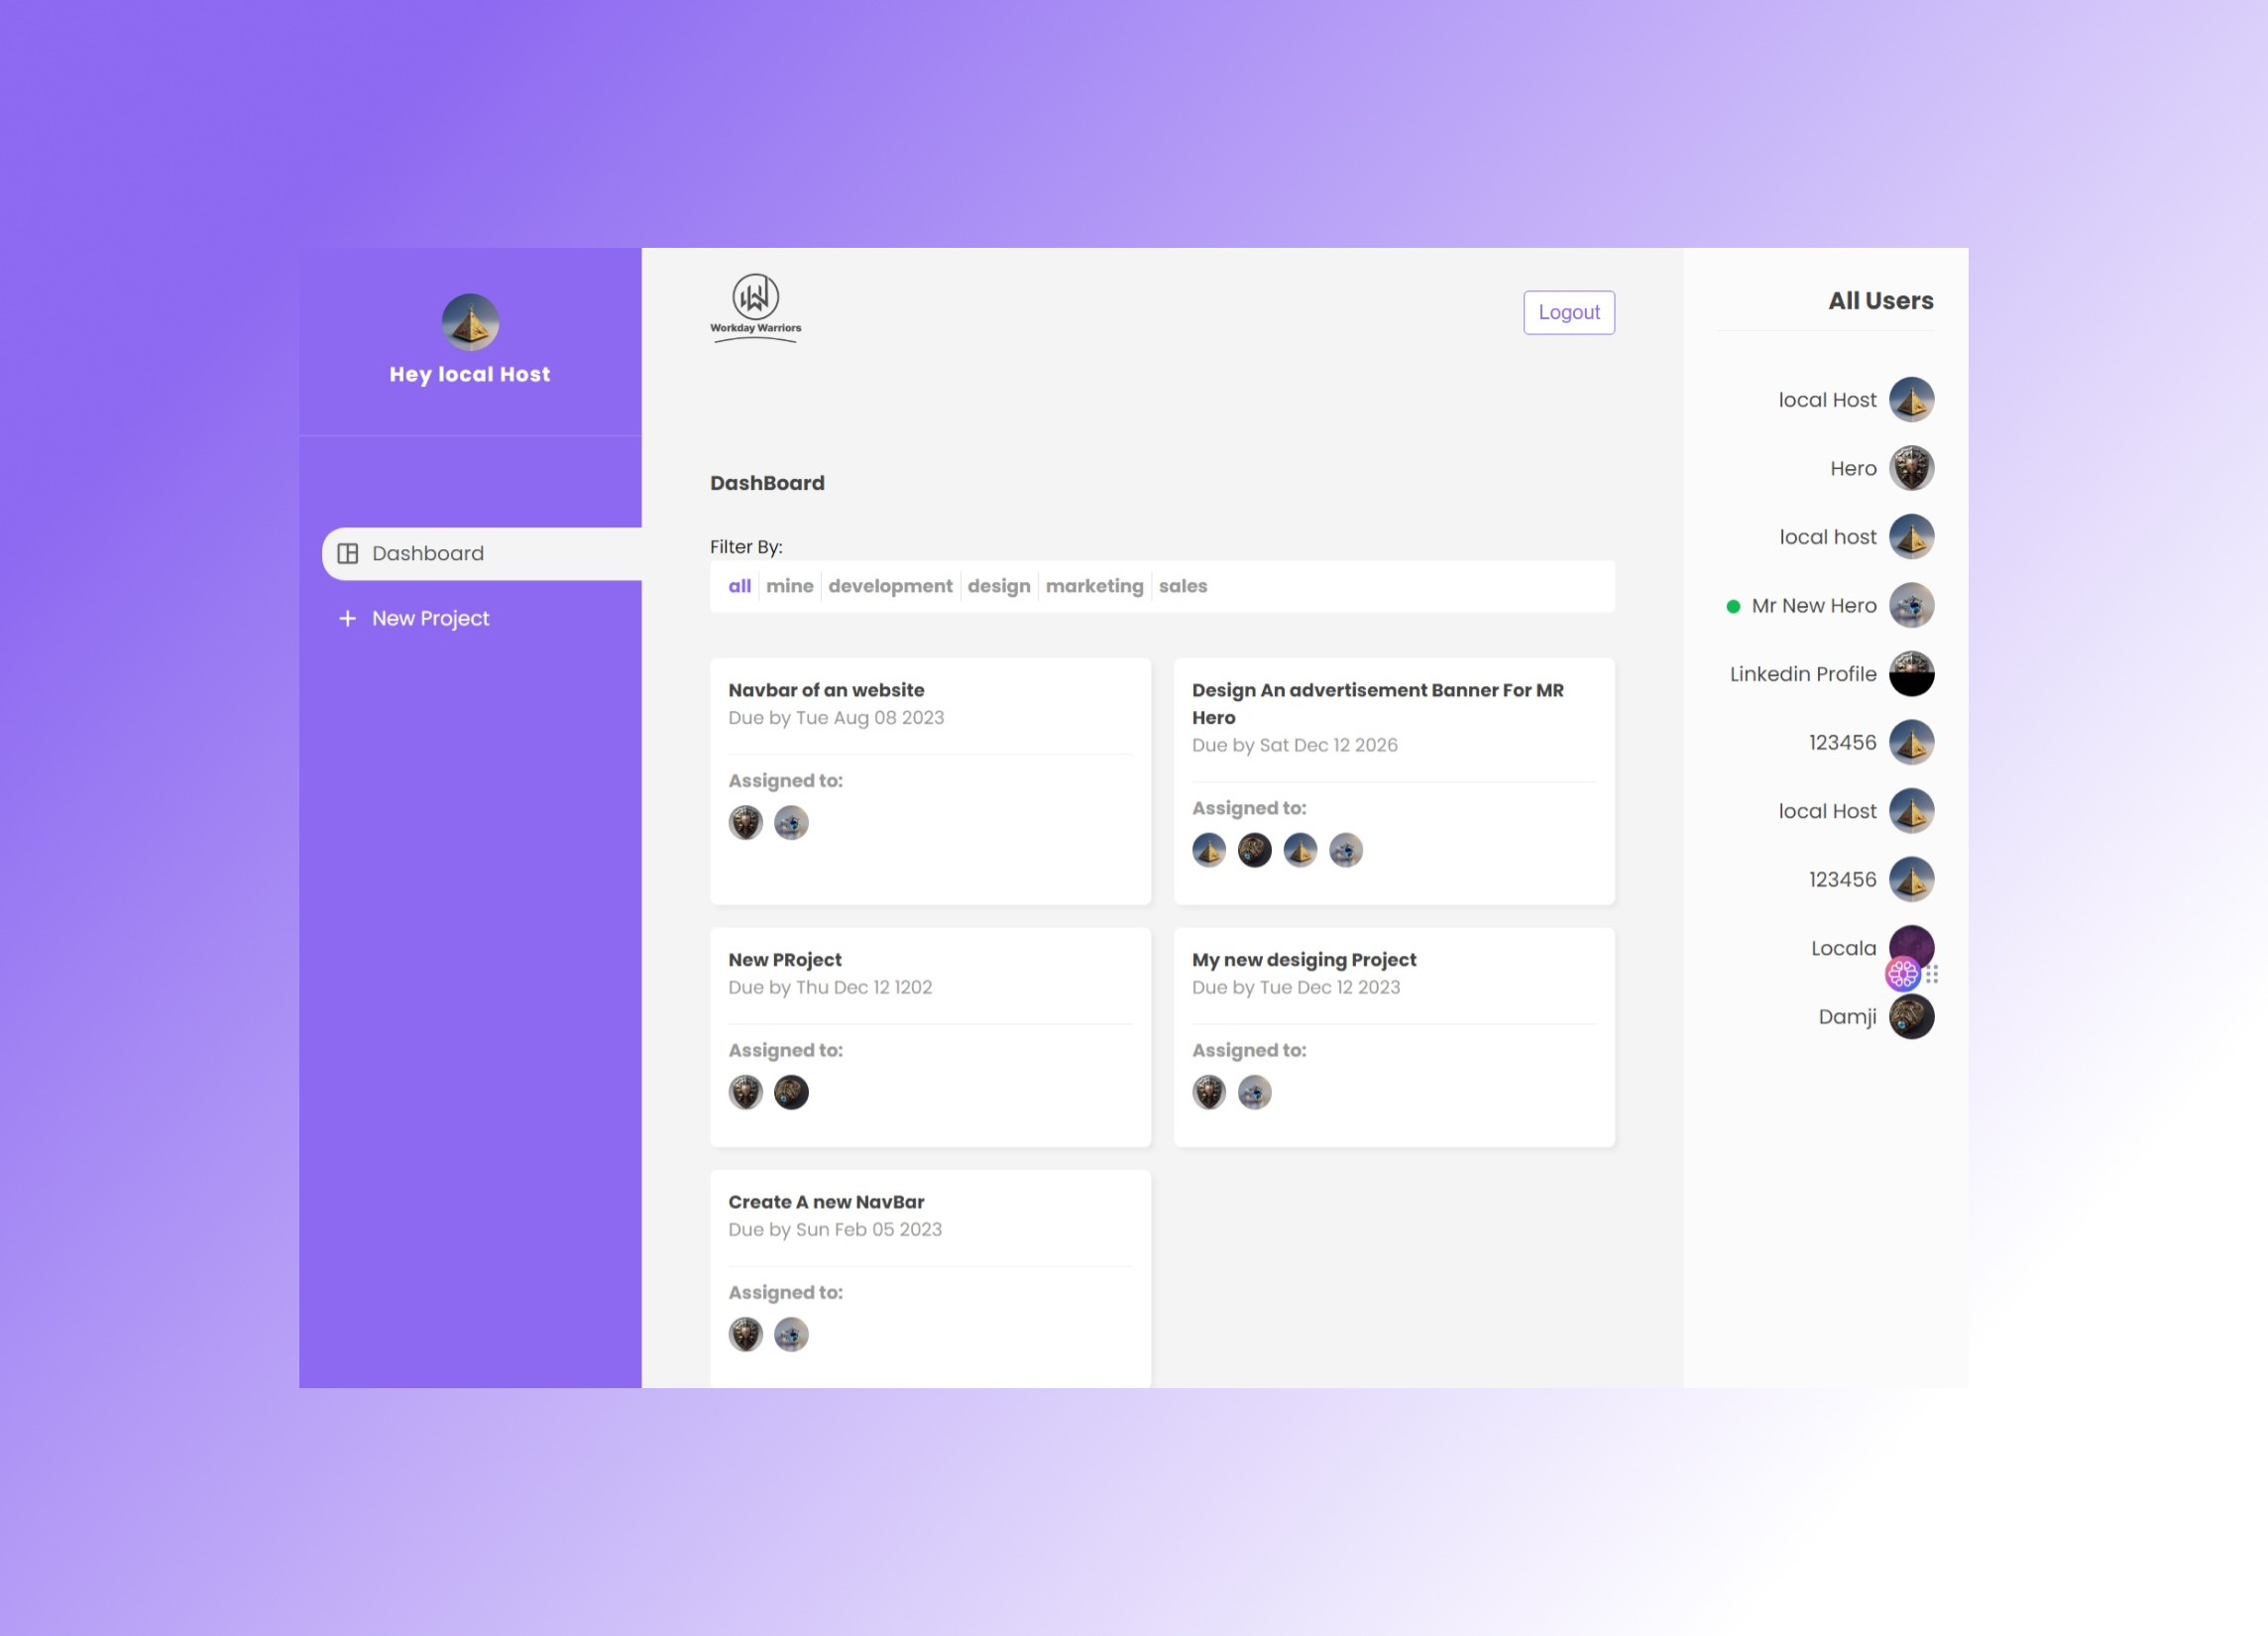 Hey local Host
Dashboard
New Project
Workday Warriors
Logout
DashBoard
Filter By:
all mine development design marketing sales
Navbar of an website
Due by Tue Aug 08 2023
Assigned to:
Design An advertisement Banner For MR
Hero
Due by Sat Dec 12 2026
Assigned to:
New PRoject
Due by Thu Dec 12 1202
Assigned to:
My new desiging Project
Due by Tue Dec 12 2023
Assigned to:
Create A new NavBar
Due by Sun Feb 05 2023
Assigned to:
All Users
local Host
Hero
local host
Mr New Hero
Linkedin Profile
123456
local Host
123456
Locala
Damji